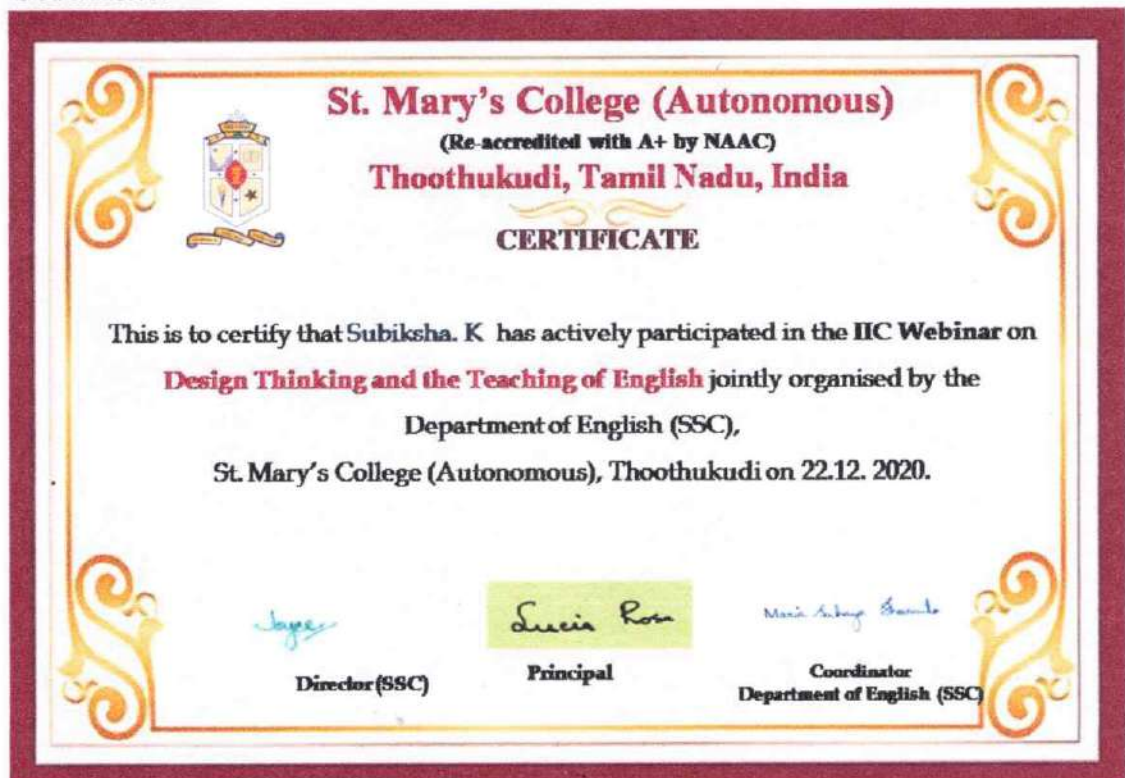 St. Mary's College (Autonomous)
(Re-accredited with A+ by NAAC)
Thoothukudi, Tamil Nadu, India
CERTIFICATE
This is to certify that Subiksha. K has actively participated in the IIC Webinar on
Design Thinking and the Teaching of English jointly organised by the
Department of English (SSC),
St. Mary's College (Autonomous), Thoothukudi on 22.12. 2020.
Lucia Rose
Director (SSC)
Principal
Coordinator
Department of English (SSC)